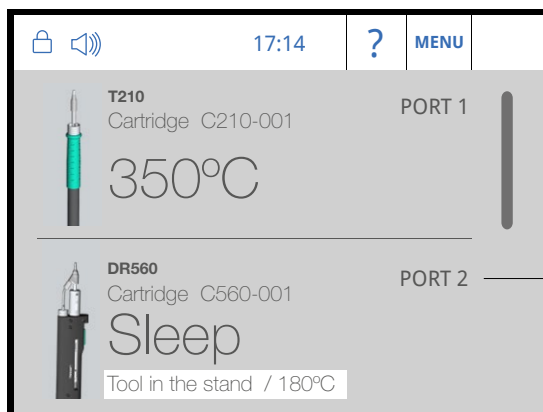 17:14
?
MENU
T210
Cartridge C210-001
PORT 1
350ºC
DR560
Cartridge C560-001
PORT 2
Sleep
Tool in the stand / 180ºC